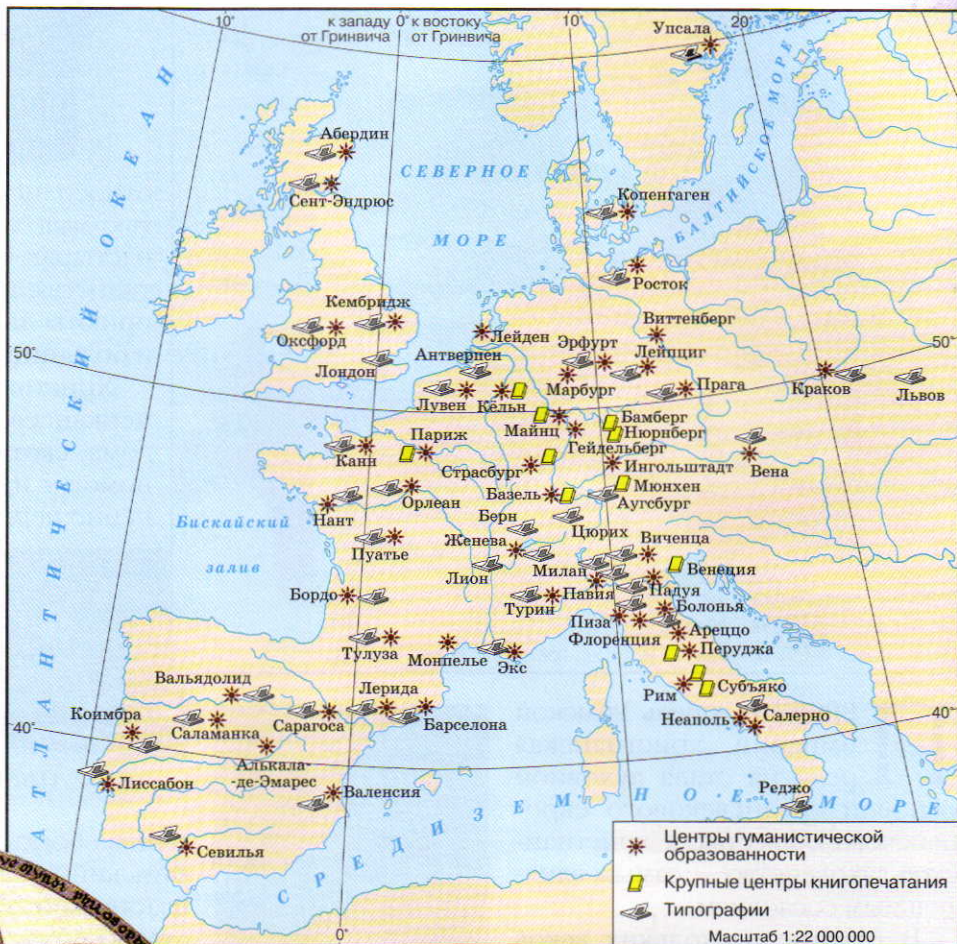 10°
к западу 0° к востоку
от Гринвича от Гринвича
10°
20°
Упсала
АТЛАНТИЧЕСКИЙ ОКЕАН
Абердин
Сент-Эндрюс
СЕВЕРНОЕ
МОРЕ
БАЛТИЙСКОЕ МОРЕ
Копенгаген
Росток
Кембридж
Оксфорд
Лондон
Лейден
Антверпен
Виттенберг
Эрфурт
Лейпциг
50°
50°
Марбург
Прага
Краков
Львов
Лувен
Кёльн
Бамберг
Майнц
Нюрнберг
Гейдельберг
Канн
Париж
Страсбург
Ингольштадт
Вена
Мюнхен
Орлеан
Базель
Аугсбург
Нант
Берн
Цюрих
Бискайский
залив
Пуатье
Женева
Виченца
Лион
Милан
Венеция
Бордо
Турин
Павия
Падуя
Болонья
Пиза
Флоренция
Ареццо
Тулуза
Монпелье
Экс
Перуджа
Вальядолид
Лерида
Рим
Субъяко
Коимбра
Саламанка
Сарагоса
Барселона
Неаполь
Салерно
40°
40°
Алькала-
-де-Эмарес
Лиссабон
Валенсия
Реджо
СРЕДИЗЕМНОЕ МОРЕ
Севилья
0°
Центры гуманистической
образованности
Крупные центры книгопечатания
Типографии
Масштаб 1:22 000 000